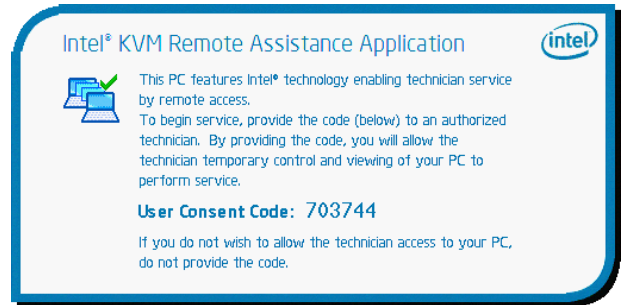 Intel® KVM Remote Assistance Application
intel
This PC features Intel® technology enabling technician service
by remote access.
To begin service, provide the code (below) to an authorized
technician. By providing the code, you will allow the
technician temporary control and viewing of your PC to
perform service.
User Consent Code: 703744
If you do not wish to allow the technician access to your PC,
do not provide the code.